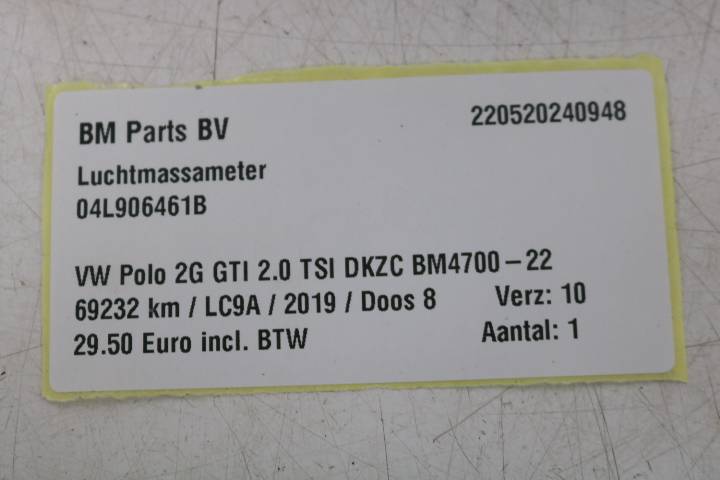 BM Parts BV 220520240948
Luchtmassameter
04L906461B
VW Polo 2G GTI 2.0 TSI DKZC BM4700-22
69232 km / LC9A / 2019 / Doos 8 Verz: 10
29.50 Euro incl. BTW Aantal: 1